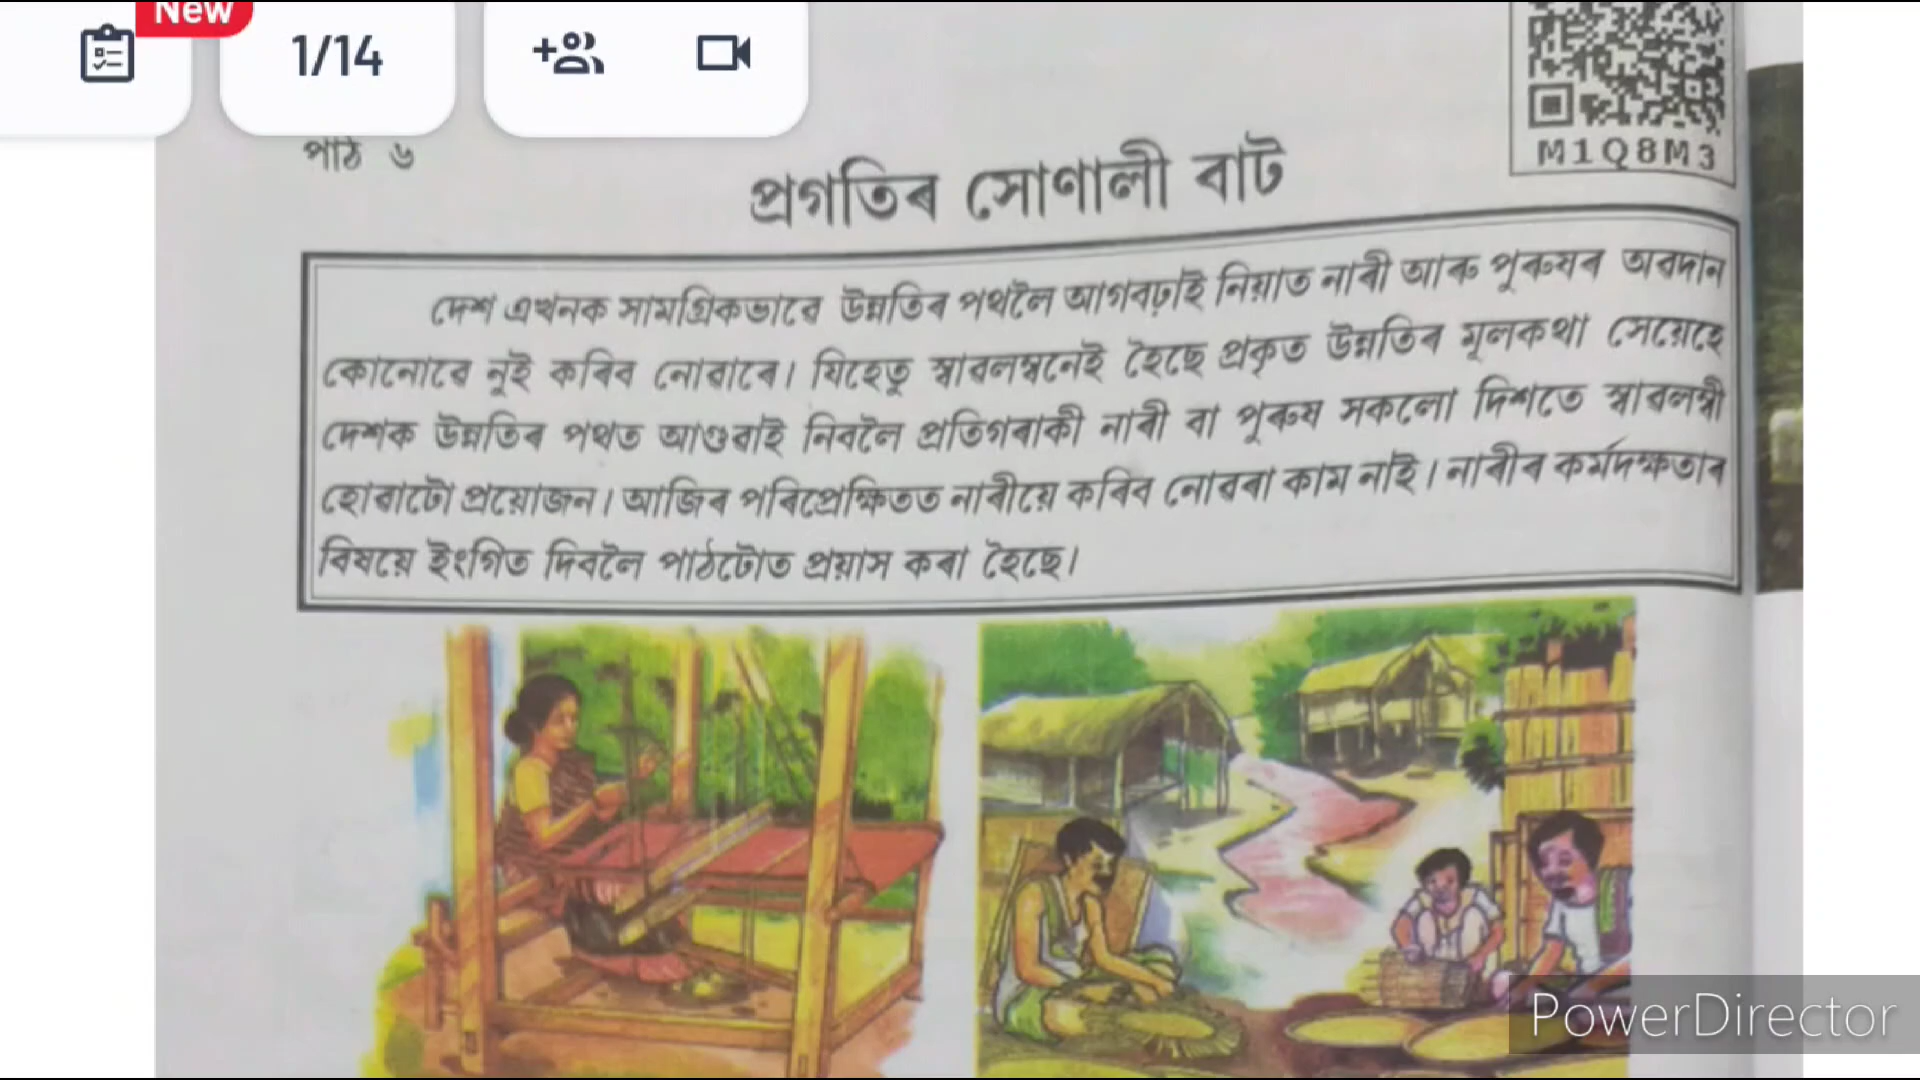 New
1/14
M1Q8M3
পাঠ ৬
প্ৰগতিৰ সোণালী বাট
দেশ এখনক সামগ্ৰিকভাৱে উন্নতিৰ পথলৈ আগবঢ়াই নিয়াত নাৰী আৰু পুৰুষৰ অৱদান
কোনোৱে নুই কৰিব নোৱাৰে। যিহেতু স্বাৱলম্বনেই হৈছে প্ৰকৃত উন্নতিৰ মূলকথা সেয়েহে
দেশক উন্নতিৰ পথত আগুৱাই নিবলৈ প্ৰতিগৰাকী নাৰী বা পুৰুষ সকলো দিশতে স্বাৱলম্বী
হোৱাটো প্ৰয়োজন। আজিৰ পৰিপ্ৰেক্ষিতত নাৰীয়ে কৰিব নোৱৰা কাম নাই। নাৰীৰ কৰ্মদক্ষতাৰ
বিষয়ে ইংগিত দিবলৈ পাঠটোত প্ৰয়াস কৰা হৈছে।
PowerDirector